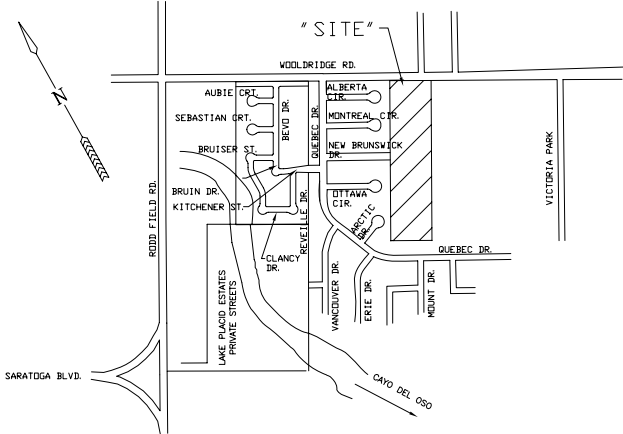 "SITE"
WOOLDRIDGE RD.
N
AUBIE CRT.
ALBERTA
CIR.
SEBASTIAN CRT.
BEVO DR.
QUEBEC DR.
MONTREAL CIR.
BRUISER ST.
NEW BRUNSWICK
DR.
VICTORIA PARK
RODD FIELD RD.
BRUIN DR.
KITCHENER ST.
OTTAWA
CIR.
REVEILLE DR.
ARCTIC
DR.
CLANCY
DR.
QUEBEC DR.
LAKE PLACID ESTATES
PRIVATE STREETS
VANCOUVER DR.
ERIE DR.
MOUNT DR.
SARATOGA BLVD.
CAYO DEL OSO